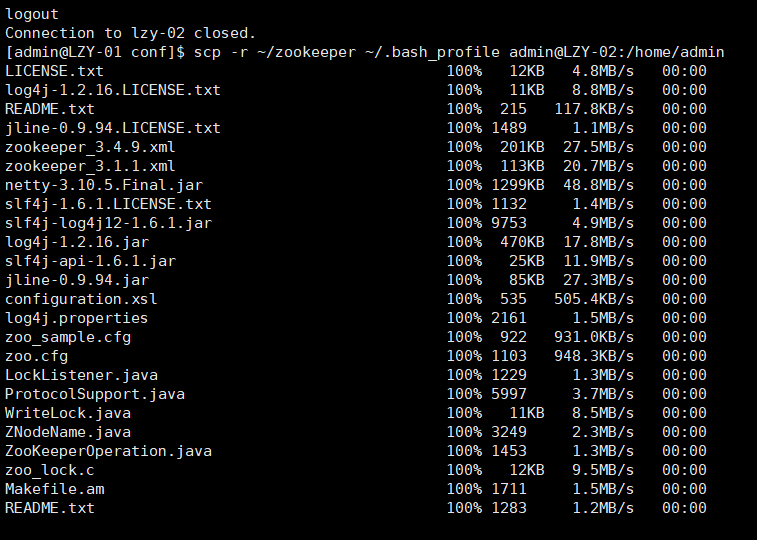 logout
Connection to lzy-02 closed.
[admin@LZY-01 conf]$ scp -r ~/zookeeper ~/.bash_profile admin@LZY-02:/home/admin
LICENSE.txt 100% 12KB 4.8MB/s 00:00
log4j-1.2.16.LICENSE.txt 100% 11KB 8.8MB/s 00:00
README.txt 100% 215 117.8KB/s 00:00
jline-0.9.94.LICENSE.txt 100% 1489 1.1MB/s 00:00
zookeeper_3.4.9.xml 100% 201KB 27.5MB/s 00:00
zookeeper_3.1.1.xml 100% 113KB 20.7MB/s 00:00
netty-3.10.5.Final.jar 100% 1299KB 48.8MB/s 00:00
slf4j-1.6.1.LICENSE.txt 100% 1132 1.4MB/s 00:00
slf4j-log4j12-1.6.1.jar 100% 9753 4.9MB/s 00:00
log4j-1.2.16.jar 100% 470KB 17.8MB/s 00:00
slf4j-api-1.6.1.jar 100% 25KB 11.9MB/s 00:00
jline-0.9.94.jar 100% 85KB 27.3MB/s 00:00
configuration.xsl 100% 535 505.4KB/s 00:00
log4j.properties 100% 2161 1.5MB/s 00:00
zoo_sample.cfg 100% 922 931.0KB/s 00:00
zoo.cfg 100% 1103 948.3KB/s 00:00
LockListener.java 100% 1229 1.3MB/s 00:00
ProtocolSupport.java 100% 5997 3.7MB/s 00:00
WriteLock.java 100% 11KB 8.5MB/s 00:00
ZNodeName.java 100% 3249 2.3MB/s 00:00
ZooKeeperOperation.java 100% 1453 1.3MB/s 00:00
zoo_lock.c 100% 12KB 9.5MB/s 00:00
Makefile.am 100% 1711 1.5MB/s 00:00
README.txt 100% 1283 1.2MB/s 00:00